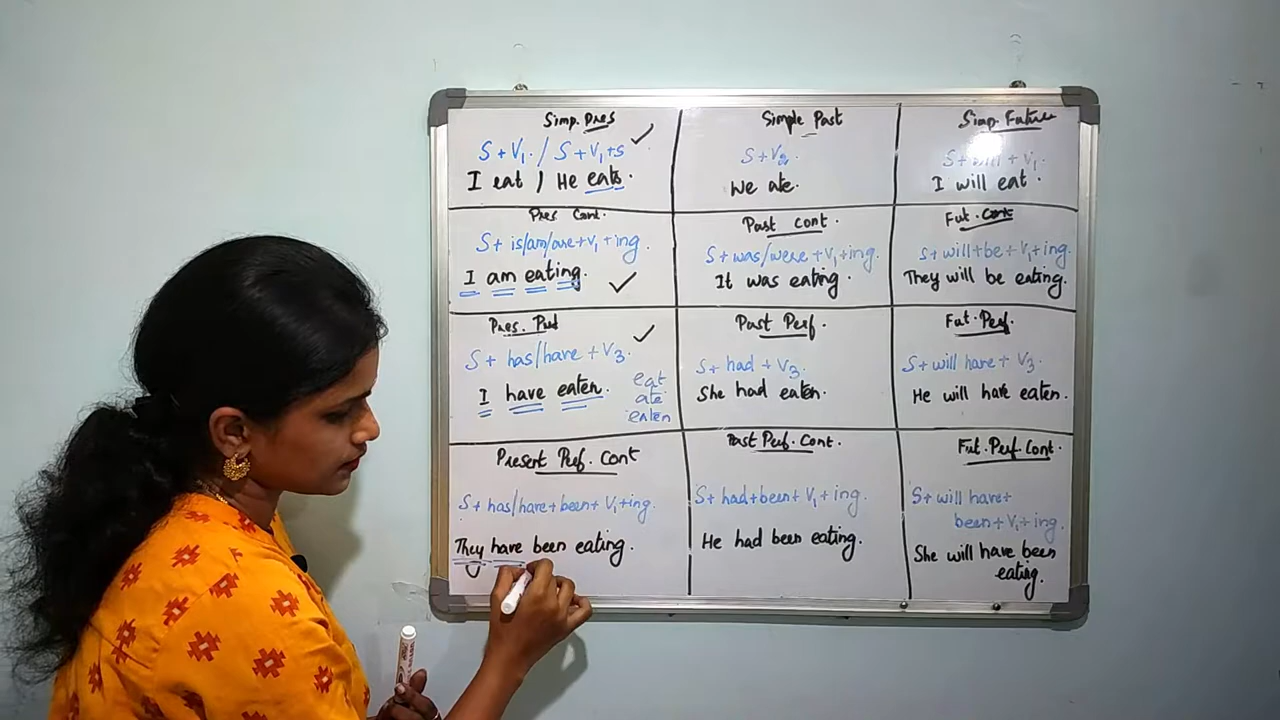 Simp. Pres
S + V1. / S + V1 + s
I eat / He eats.
Simple Past
S + V2.
We ate.
Simp. Future
S + will + V1.
I will eat.
Pres Cont.
S + is/am/are + V1 + ing.
I am eating.
Past Cont.
S + was/were + V1 + ing.
It was eating.
Fut. Cont
S + will + be + V1 + ing.
They will be eating.
Pres. Perf
S + has/have + V3.
I have eaten.
eat
ate
eaten
Past Perf.
S + had + V3.
She had eaten.
Fut. Perf.
S + will have + V3.
He will have eaten.
Present Perf. Cont
S + has/have + been + V1 + ing.
They have been eating.
Past Perf. Cont.
S + had + been + V1 + ing.
He had been eating.
Fut. Perf. Cont.
S + will have +
been + V1 + ing.
She will have been
eating.